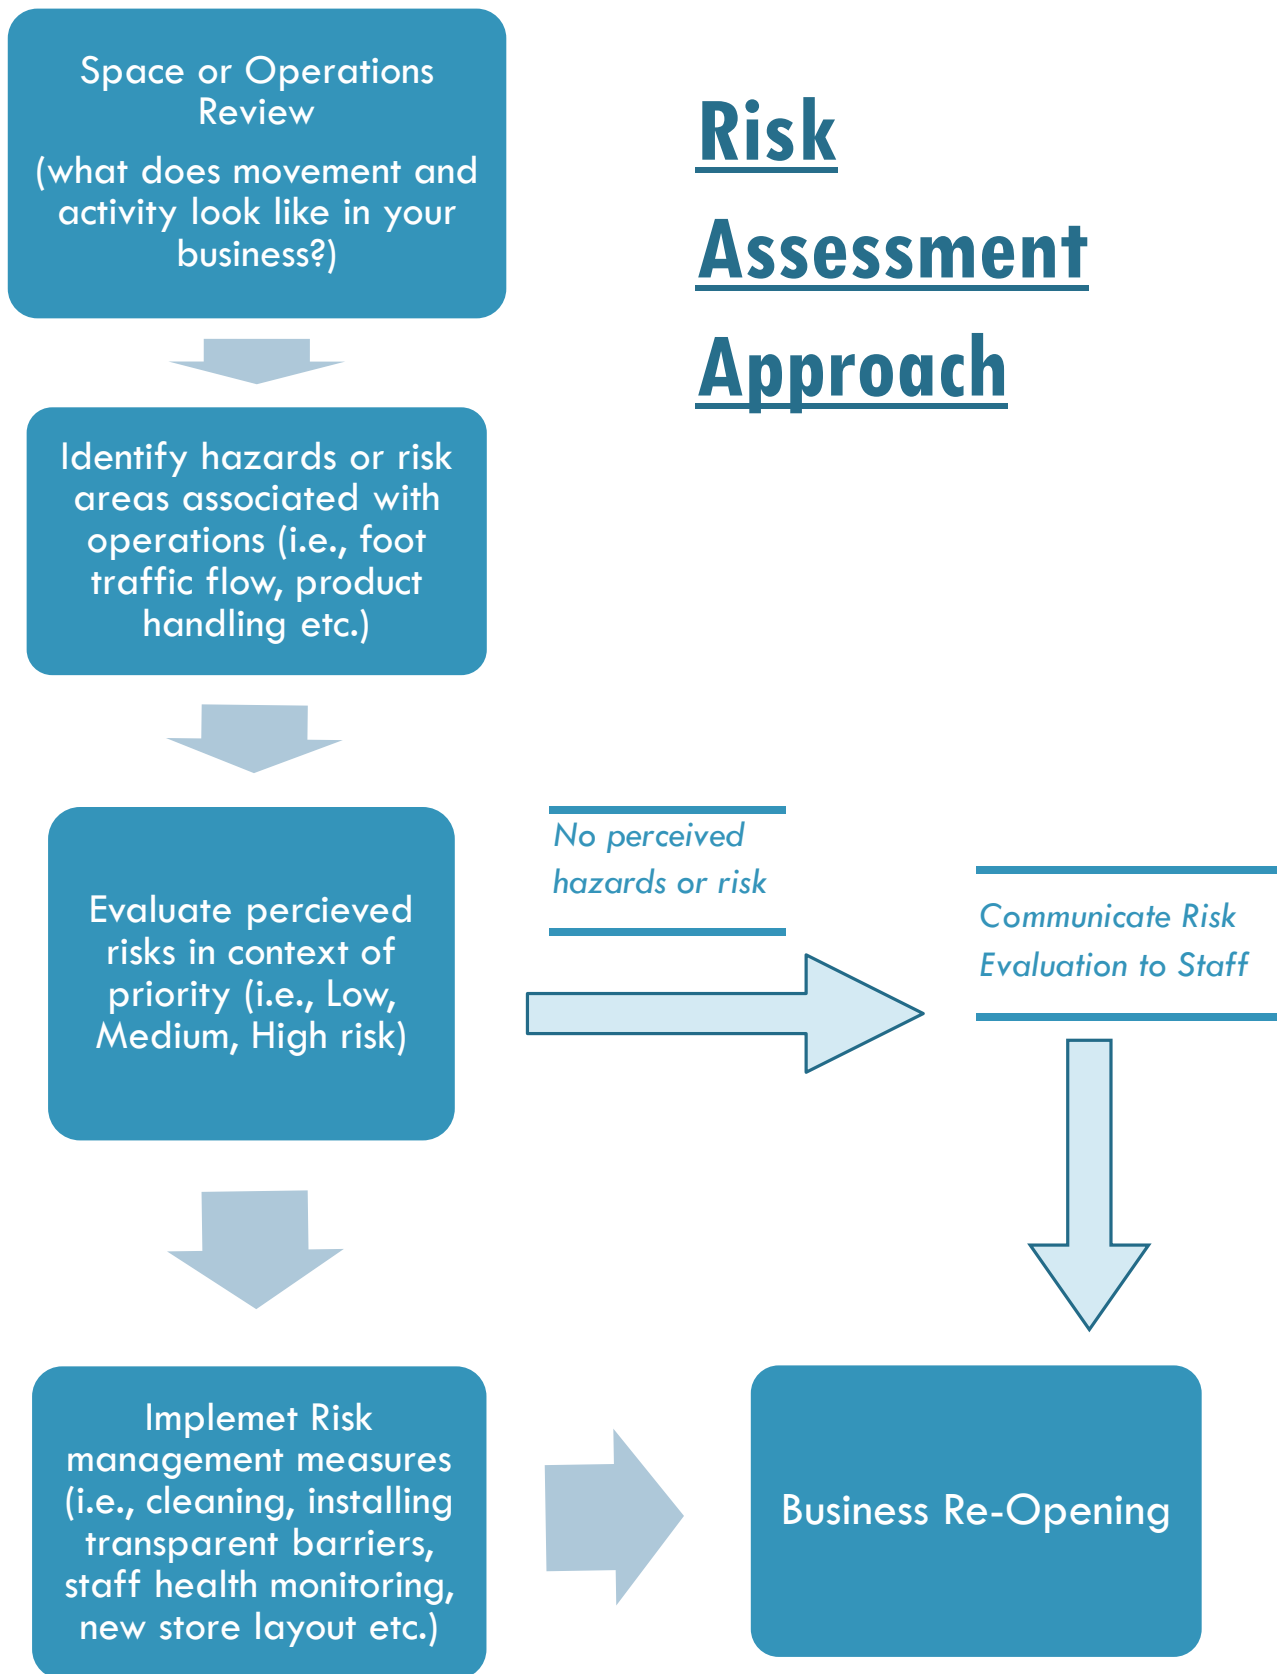 Space or Operations
Review
(what does movement and
activity look like in your
business?)
Risk
Assessment
Approach
Identify hazards or risk
areas associated with
operations (i.e., foot
traffic flow, product
handling etc.)
Evaluate percieved
risks in context of
priority (i.e., Low,
Medium, High risk)
No perceived
hazards or risk
Communicate Risk
Evaluation to Staff
Implemet Risk
management measures
(i.e., cleaning, installing
transparent barriers,
staff health monitoring,
new store layout etc.)
Business Re-Opening